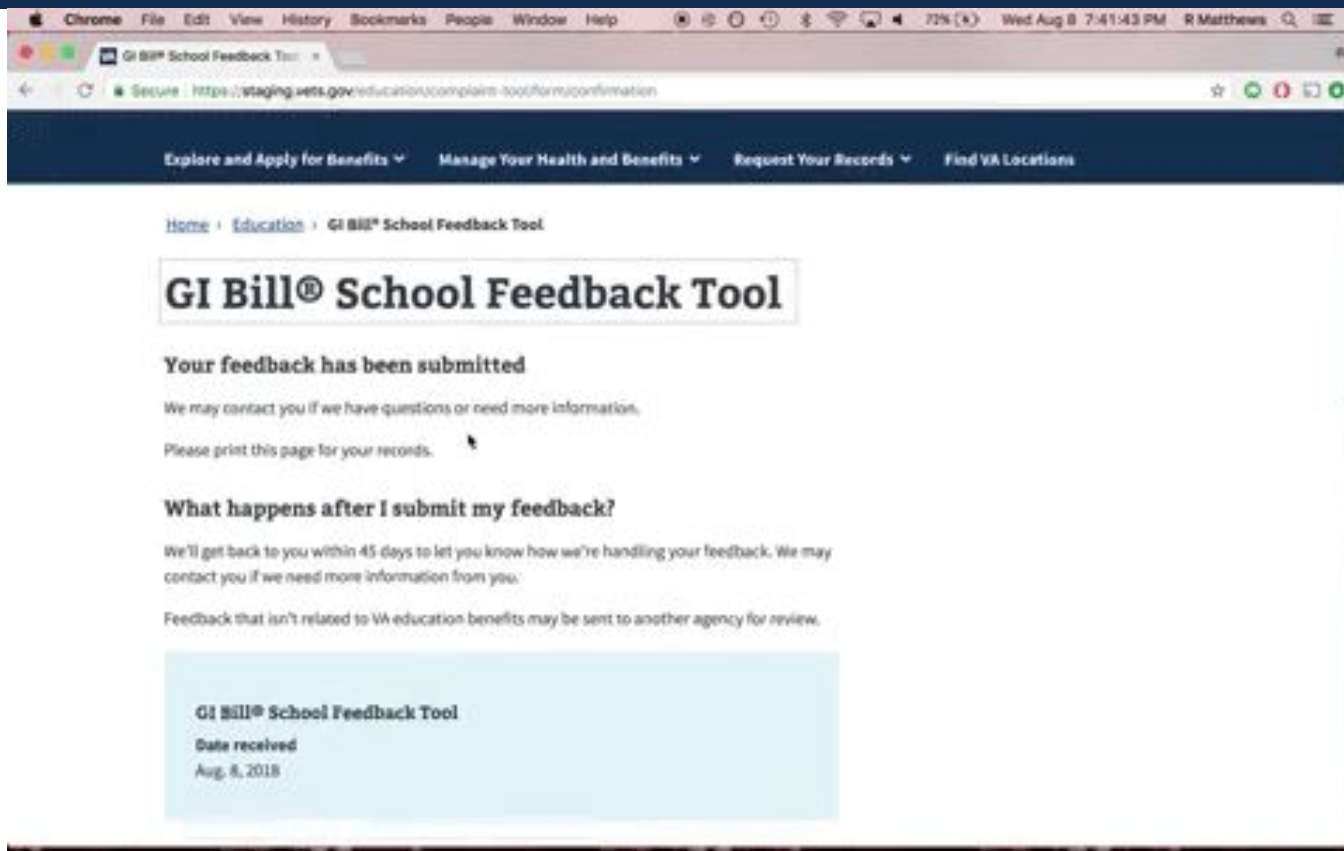 Chrome File Edit View History Bookmarks People Window Help 72% Wed Aug 8 7:41:43 PM R Matthews
GI Bill® School Feedback Tool
Secure https://staging.vets.gov/education/complaint-tool/form/confirmation
Explore and Apply for Benefits Manage Your Health and Benefits Request Your Records Find VA Locations
Home › Education › GI Bill® School Feedback Tool
GI Bill® School Feedback Tool
Your feedback has been submitted
We may contact you if we have questions or need more information.
Please print this page for your records.
What happens after I submit my feedback?
We'll get back to you within 45 days to let you know how we're handling your feedback. We may
contact you if we need more information from you.
Feedback that isn't related to VA education benefits may be sent to another agency for review.
GI Bill® School Feedback Tool
Date received
Aug. 8, 2018